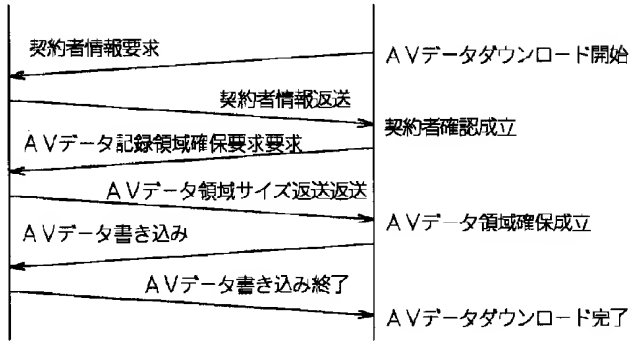 契約者情報要求
ＡＶデータダウンロード開始
契約者情報返送
契約者確認成立
ＡＶデータ記録領域確保要求要求
ＡＶデータ領域サイズ返送返送
ＡＶデータ領域確保成立
ＡＶデータ書き込み
ＡＶデータ書き込み終了
ＡＶデータダウンロード完了